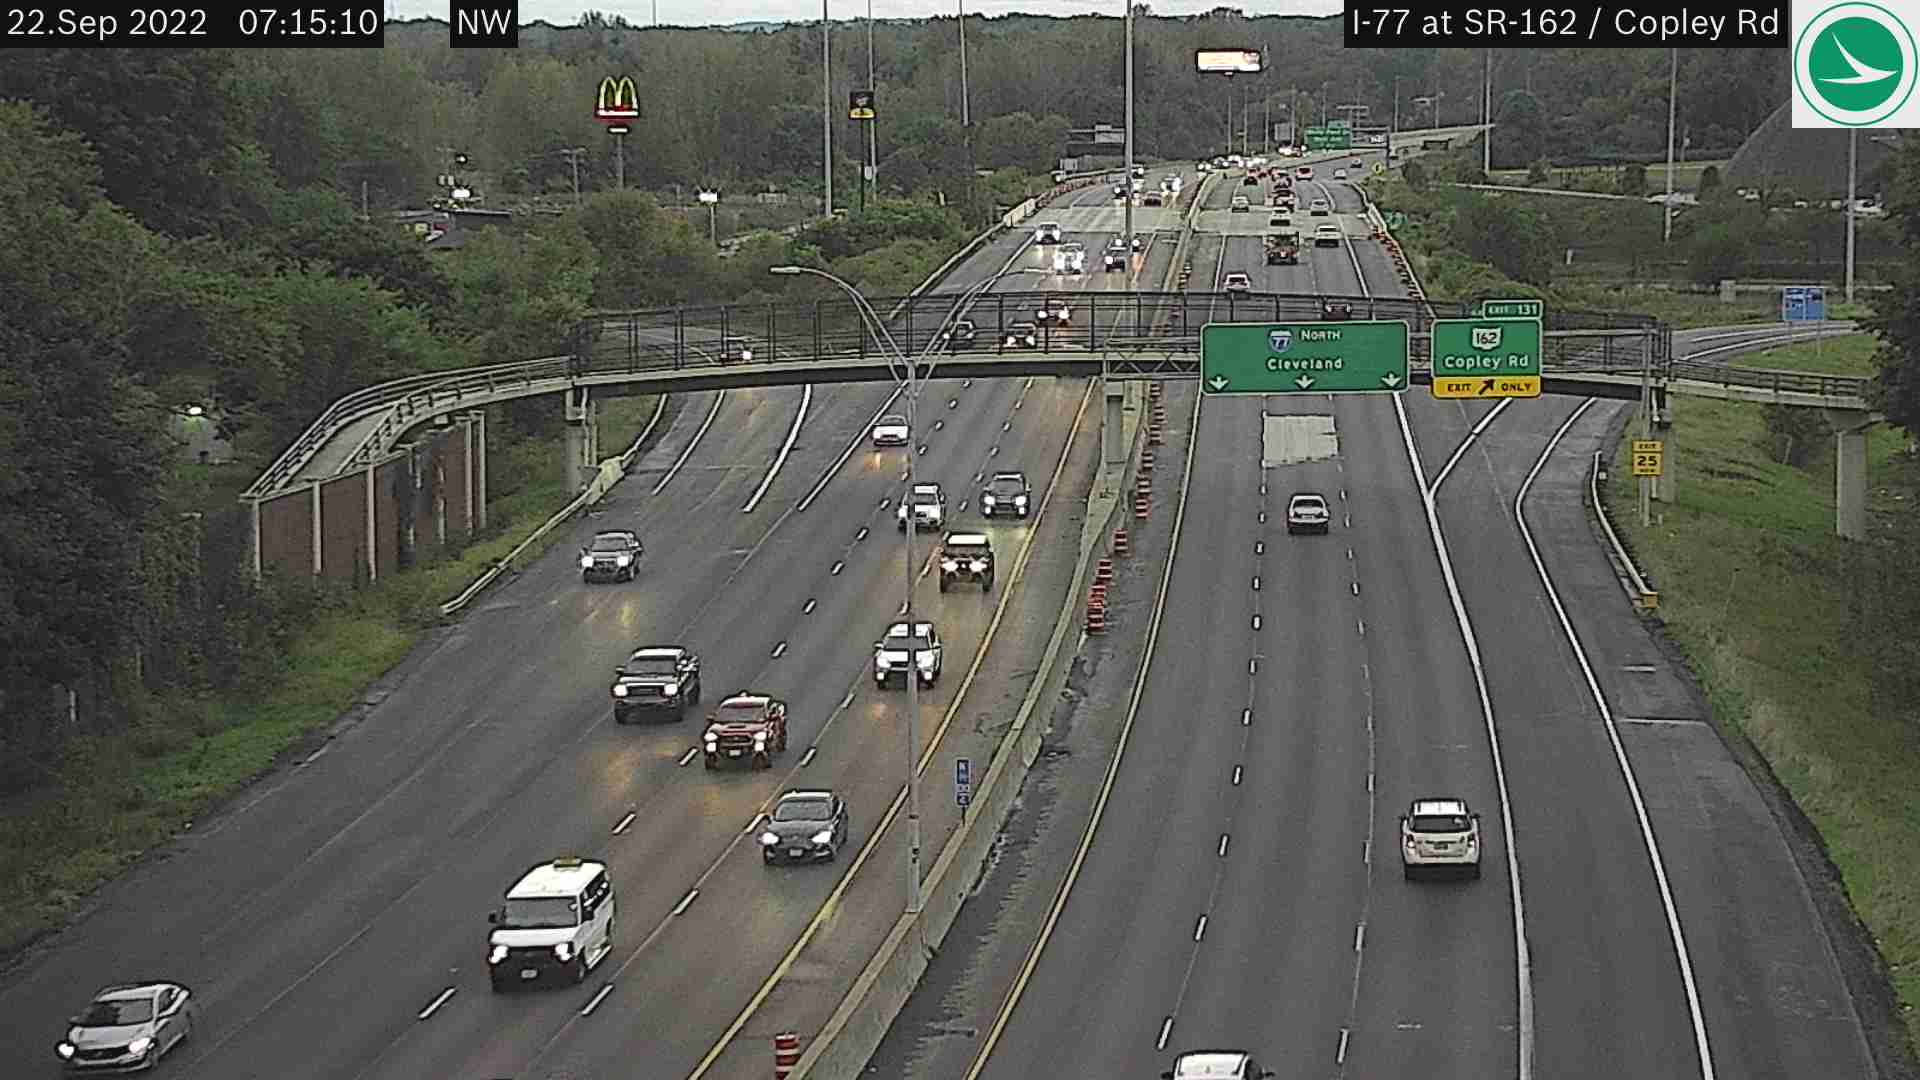 22.Sep 2022 07:15:10 NW I-77 at SR-162 / Copley Rd
EXIT 131
77 NORTH
Cleveland
162
Copley Rd
EXIT ONLY
EXIT
25